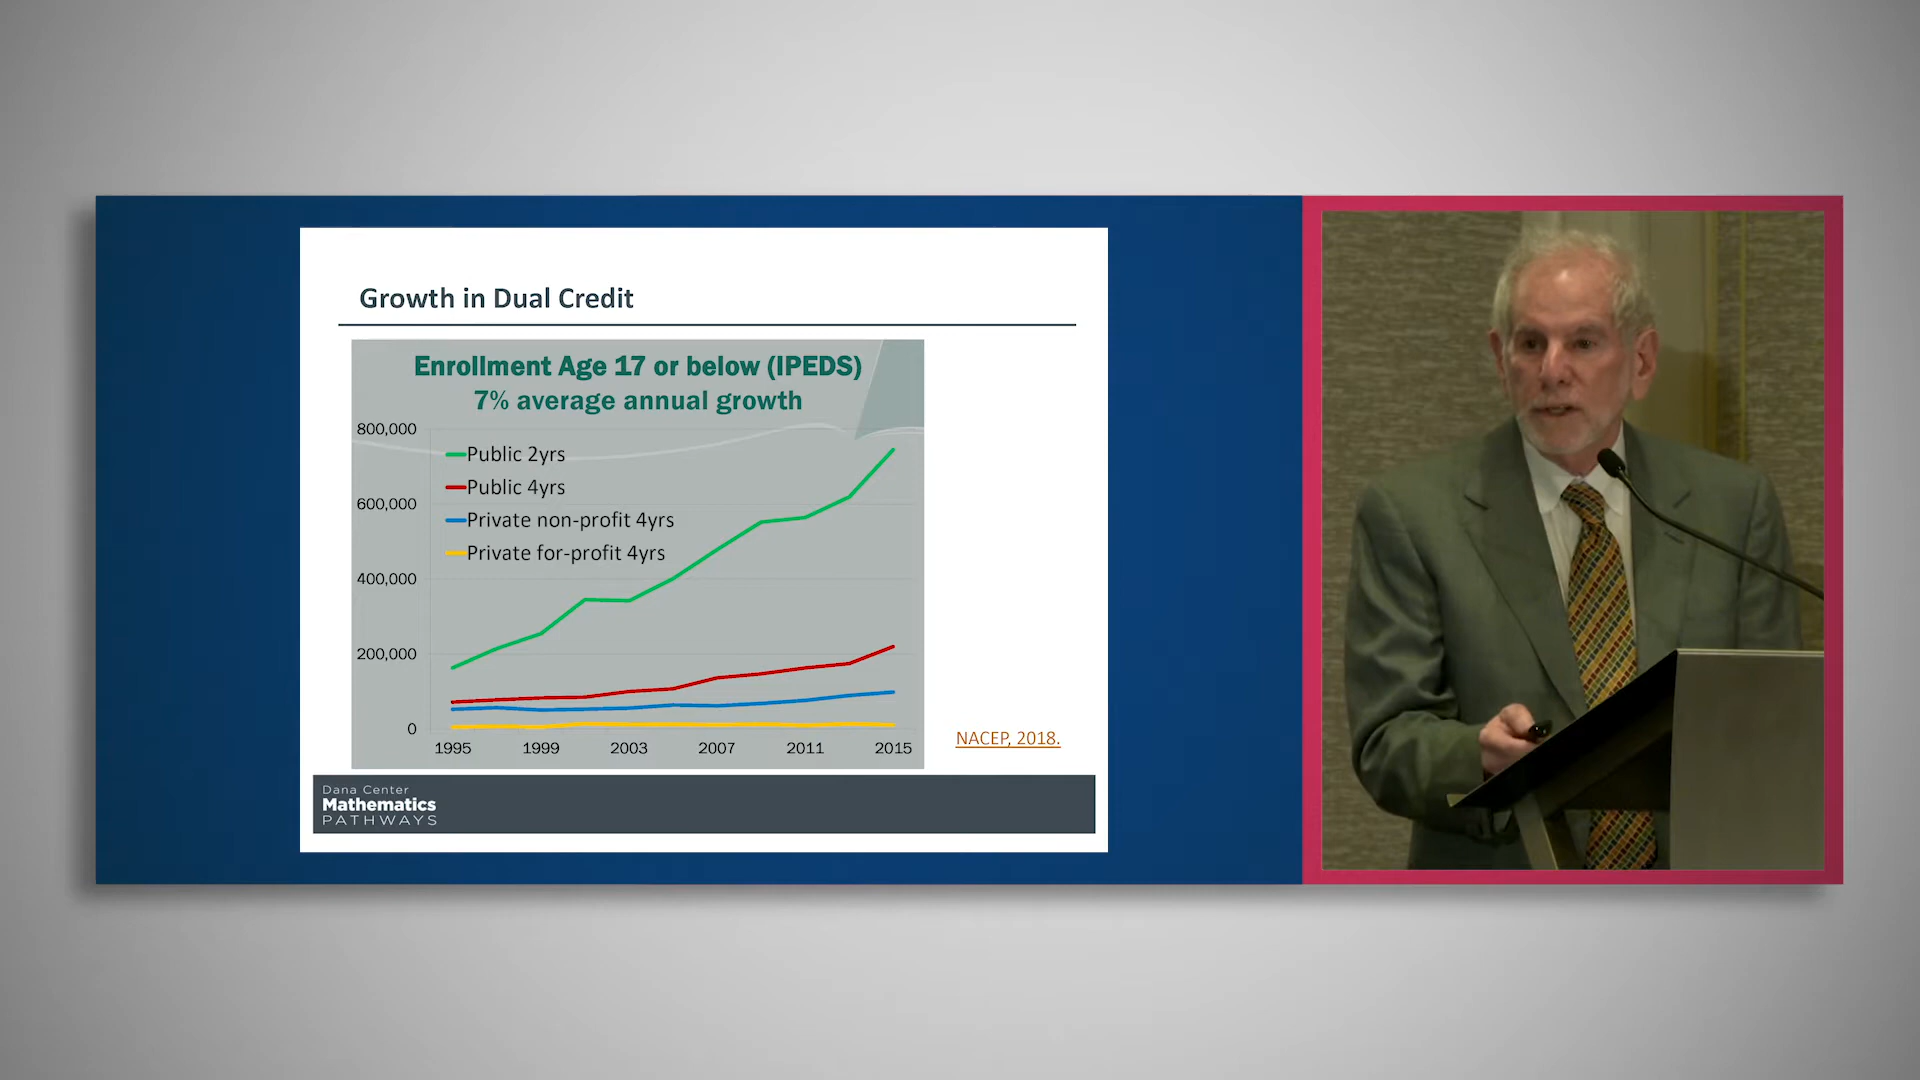 Growth in Dual Credit
Enrollment Age 17 or below (IPEDS)
7% average annual growth
800,000
Public 2yrs
Public 4yrs
600,000
Private non-profit 4yrs
Private for-profit 4yrs
400,000
200,000
0
1995 1999 2003 2007 2011 2015
NACEP, 2018.
Dana Center
Mathematics
PATHWAYS